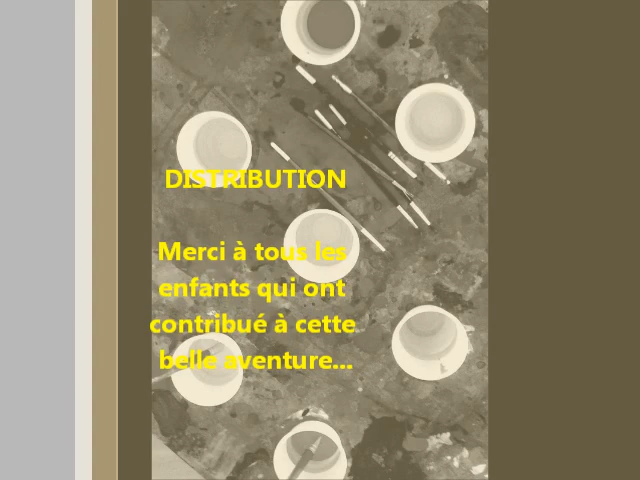 DISTRIBUTION
Merci à tous les
enfants qui ont
contribué à cette
belle aventure...